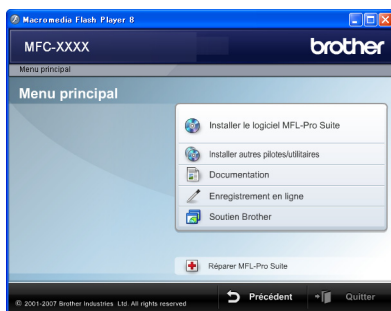 Macromedia Flash Player 8
MFC-XXXX
brother
Menu principal
Menu principal
Installer le logiciel MFL-Pro Suite
Installer autres pilotes/utilitaires
Documentation
Enregistrement en ligne
Soutien Brother
Réparer MFL-Pro Suite
© 2001-2007 Brother Industries Ltd. All rights reserved
Précédent
Quitter